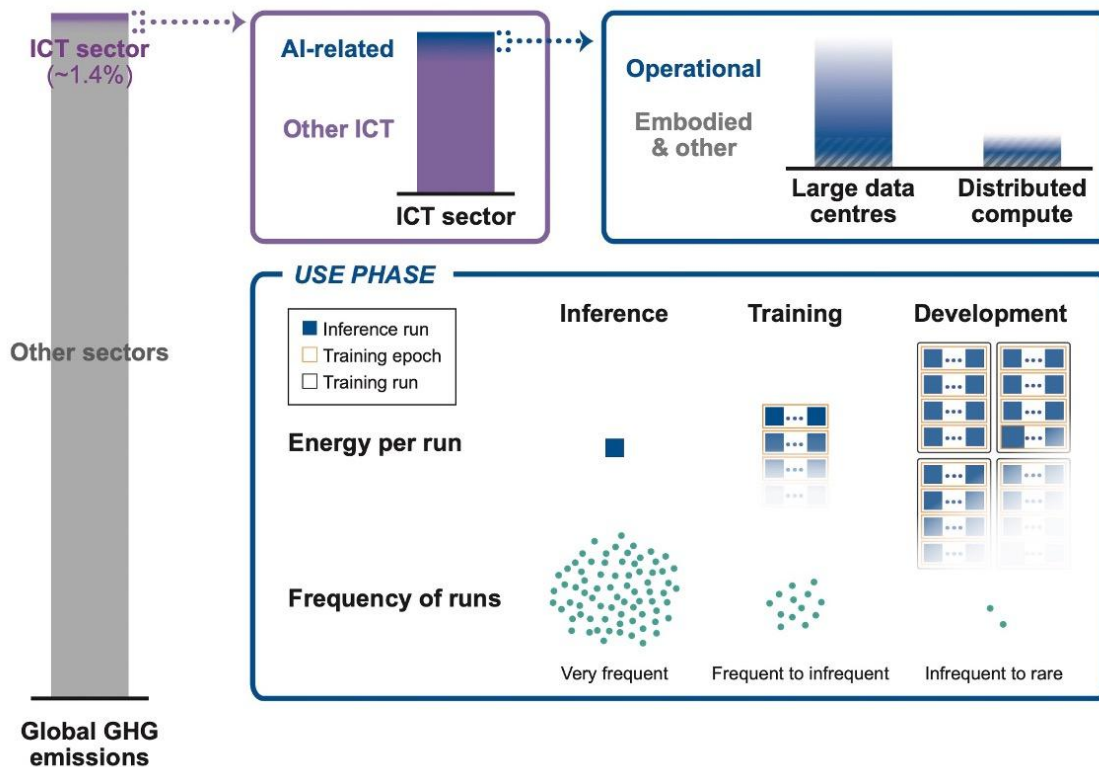 ICT sector
(~1.4%)
Other sectors
Global GHG
emissions
AI-related
Other ICT
ICT sector
Operational
Embodied
& other
Large data
centres
Distributed
compute
USE PHASE
Inference run
Training epoch
Training run
Inference
Training
Development
Energy per run
Frequency of runs
Very frequent
Frequent to infrequent
Infrequent to rare